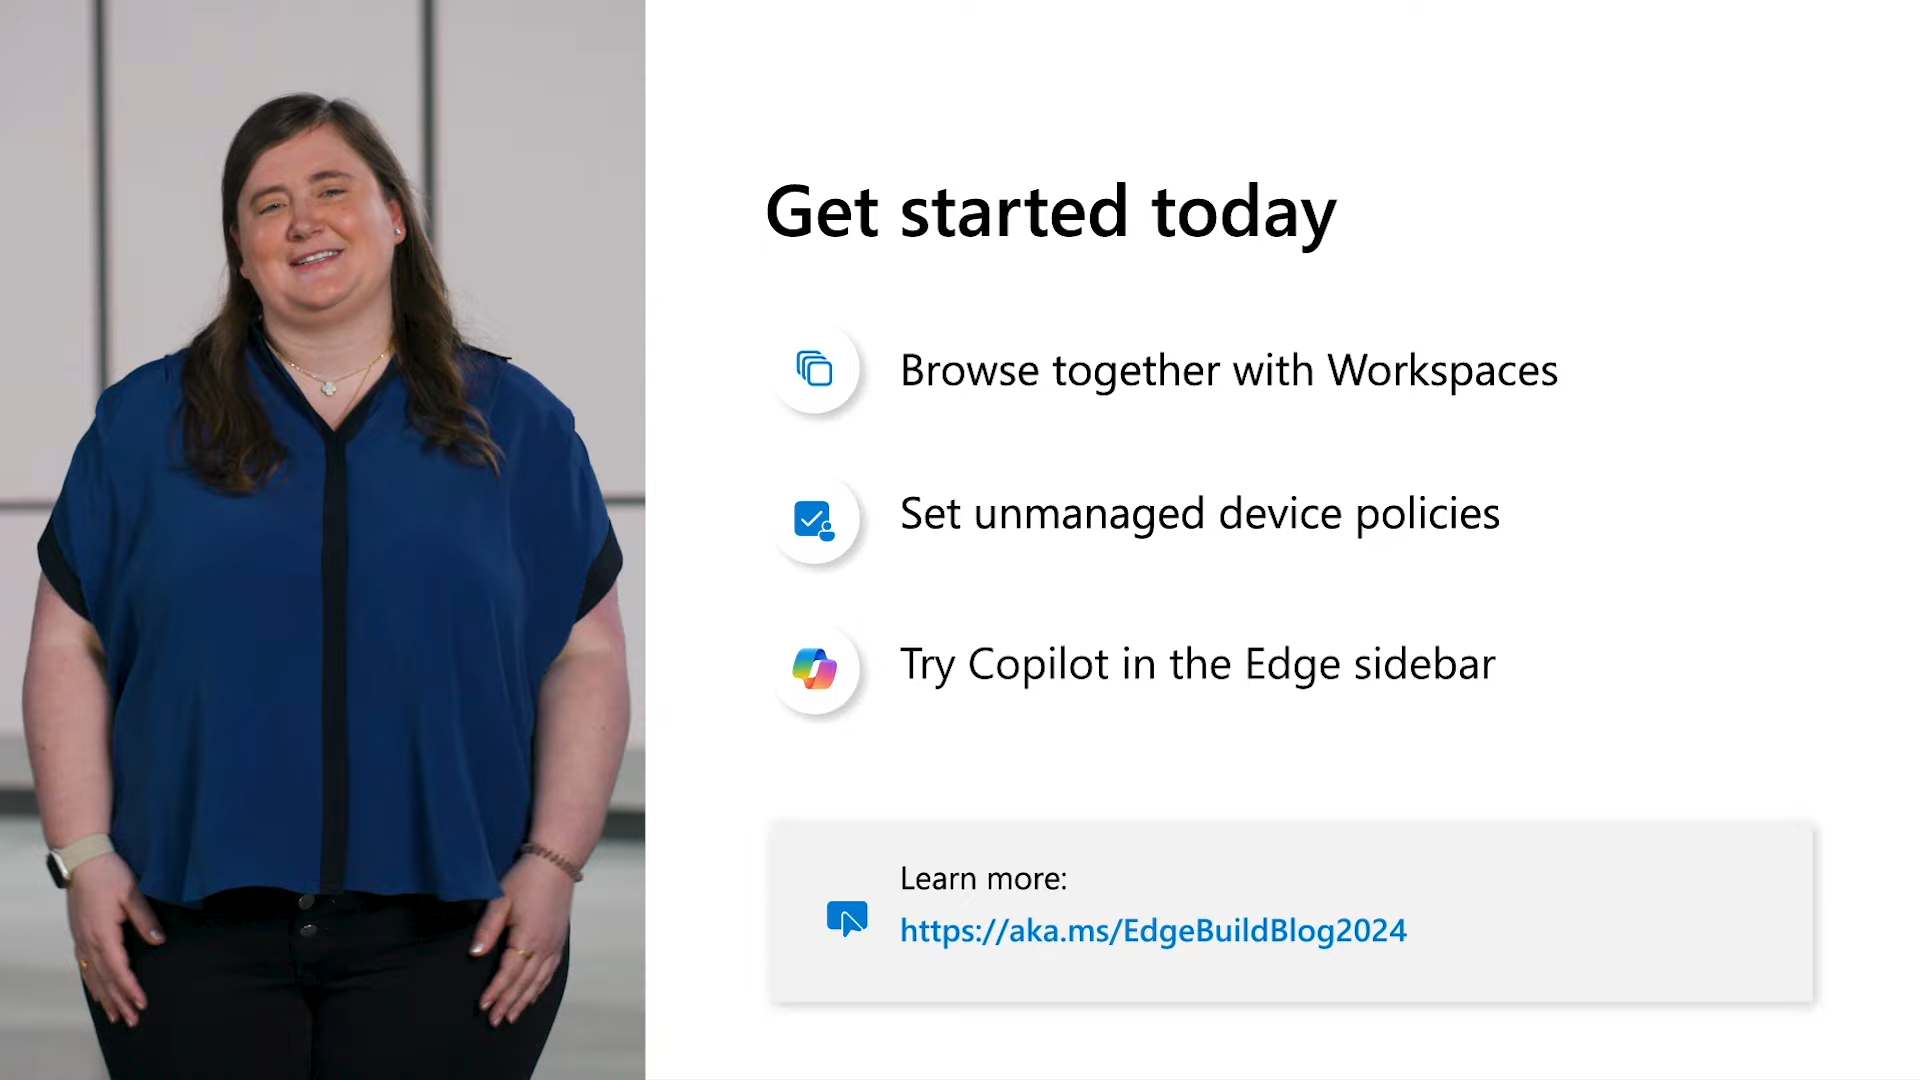 Get started today
Browse together with Workspaces
Set unmanaged device policies
Try Copilot in the Edge sidebar
Learn more:
https://aka.ms/EdgeBuildBlog2024